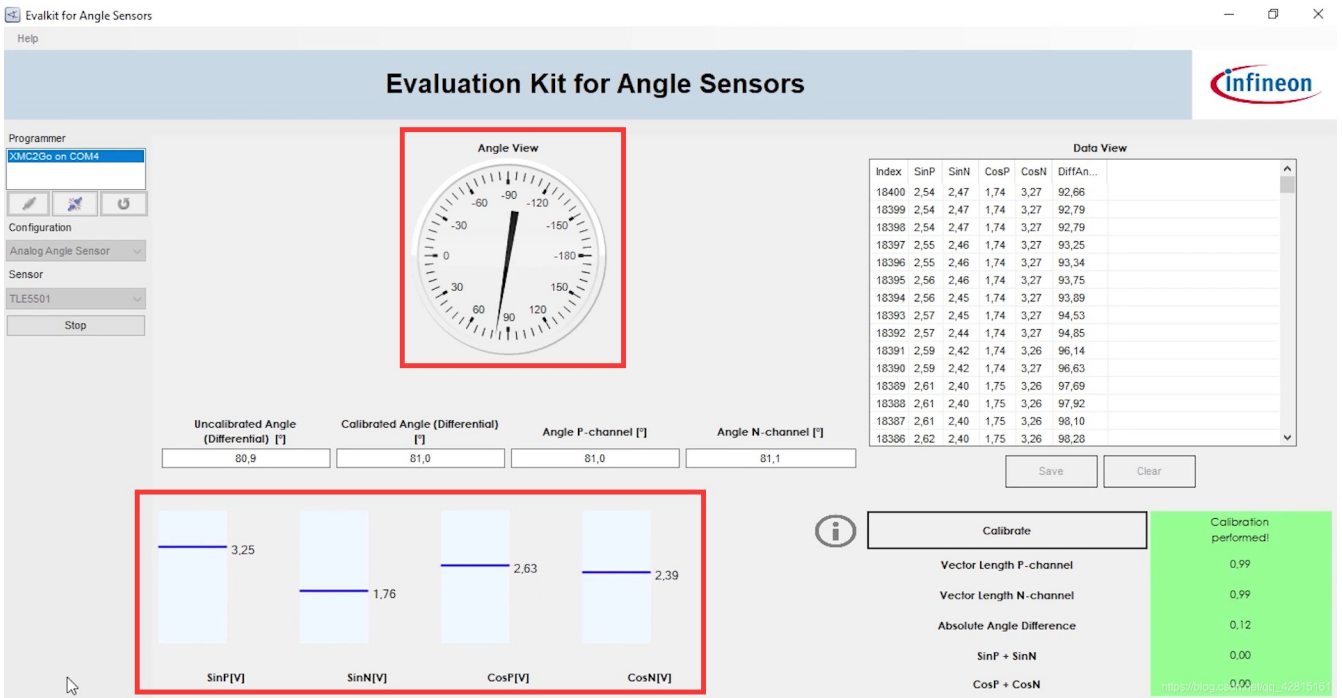 Evalkit for Angle Sensors
Help
Evaluation Kit for Angle Sensors
infineon
Programmer
XMC2Go on COM4
Configuration
Analog Angle Sensor
Sensor
TLE5501
Stop
Angle View
-90
-60
-120
-30
-150
0
-180
30
150
60
120
90
Uncalibrated Angle
(Differential) [°]
80,9
Calibrated Angle (Differential)
[°]
81,0
Angle P-channel [°]
81,0
Angle N-channel [°]
81,1
Data View
Index SinP SinN CosP CosN DiffAn...
18400 2,54 2,47 1,74 3,27 92,66
18399 2,54 2,47 1,74 3,27 92,79
18398 2,54 2,47 1,74 3,27 92,79
18397 2,55 2,46 1,74 3,27 93,25
18396 2,55 2,46 1,74 3,27 93,34
18395 2,56 2,46 1,74 3,27 93,75
18394 2,56 2,45 1,74 3,27 93,89
18393 2,57 2,45 1,74 3,27 94,53
18392 2,57 2,44 1,74 3,27 94,85
18391 2,59 2,42 1,74 3,26 96,14
18390 2,59 2,42 1,74 3,27 96,63
18389 2,61 2,40 1,75 3,26 97,69
18388 2,61 2,40 1,75 3,26 97,92
18387 2,61 2,40 1,75 3,26 98,10
18386 2,62 2,40 1,75 3,26 98,28
Save
Clear
3,25
1,76
2,63
2,39
SinP[V]
SinN[V]
CosP[V]
CosN[V]
Calibrate
Calibration
performed!
Vector Length P-channel
0,99
Vector Length N-channel
0,99
Absolute Angle Difference
0,12
SinP + SinN
0,00
CosP + CosN
0,00
https://blog.csdn.net/qq_42815161